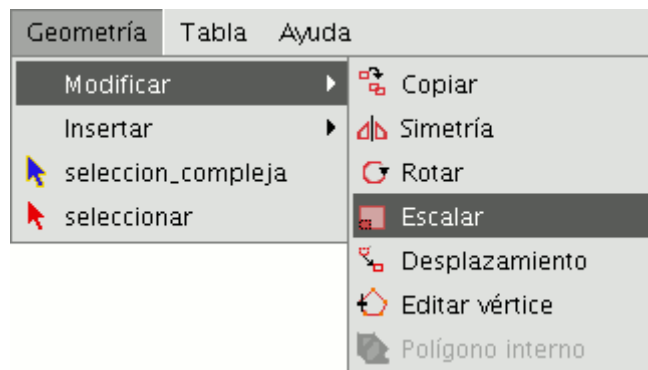 Geometría Tabla Ayuda
Modificar
Insertar
seleccion_compleja
seleccionar
Copiar
Simetría
Rotar
Escalar
Desplazamiento
Editar vértice
Polígono interno